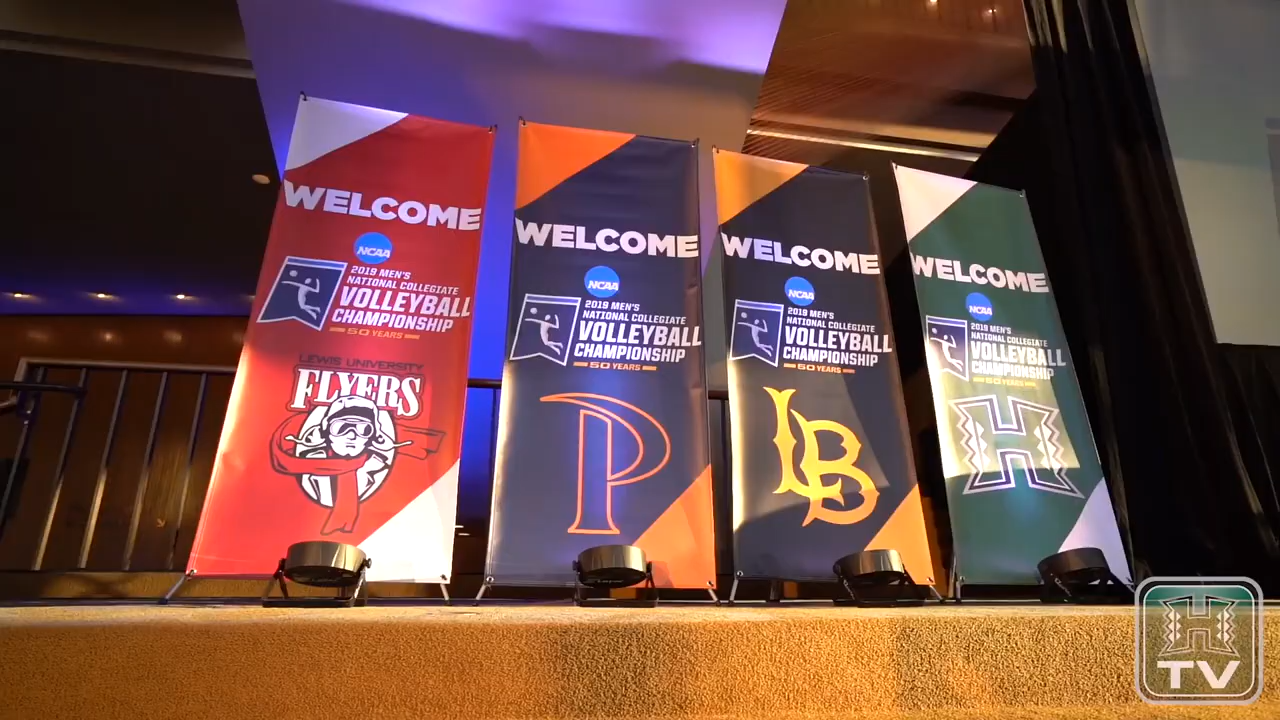 WELCOME
NCAA
2019 MEN'S
NATIONAL COLLEGIATE
VOLLEYBALL
CHAMPIONSHIP
50 YEARS
LEWIS UNIVERSITY
FLYERS
WELCOME
NCAA
2019 MEN'S
NATIONAL COLLEGIATE
VOLLEYBALL
CHAMPIONSHIP
50 YEARS
P
WELCOME
NCAA
2019 MEN'S
NATIONAL COLLEGIATE
VOLLEYBALL
CHAMPIONSHIP
50 YEARS
LB
WELCOME
NCAA
2019 MEN'S
NATIONAL COLLEGIATE
VOLLEYBALL
CHAMPIONSHIP
50 YEARS
H
H
TV